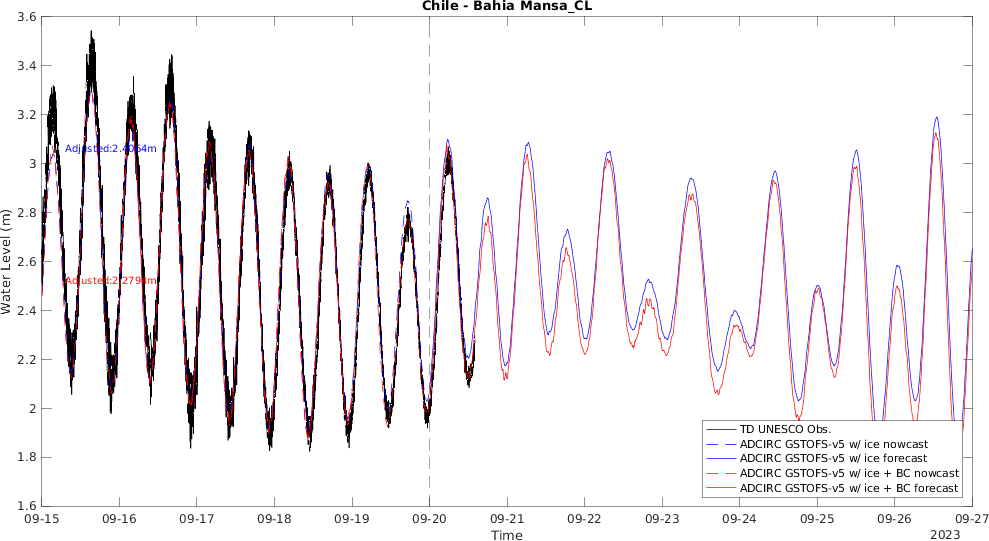 Chile - Bahia Mansa_CL
3.6
3.4
3.2
3
2.8
2.6
2.4
2.2
2
1.8
1.6
Water Level (m)
Adjusted:2.4064m
TD UNESCO Obs.
ADCIRC GSTOFS-v5 w/ ice nowcast
ADCIRC GSTOFS-v5 w/ ice forecast
ADCIRC GSTOFS-v5 w/ ice + BC nowcast
ADCIRC GSTOFS-v5 w/ ice + BC forecast
09-15
09-16
09-17
09-18
09-19
09-20
09-21
09-22
09-23
09-24
09-25
09-26
09-27
Time
2023